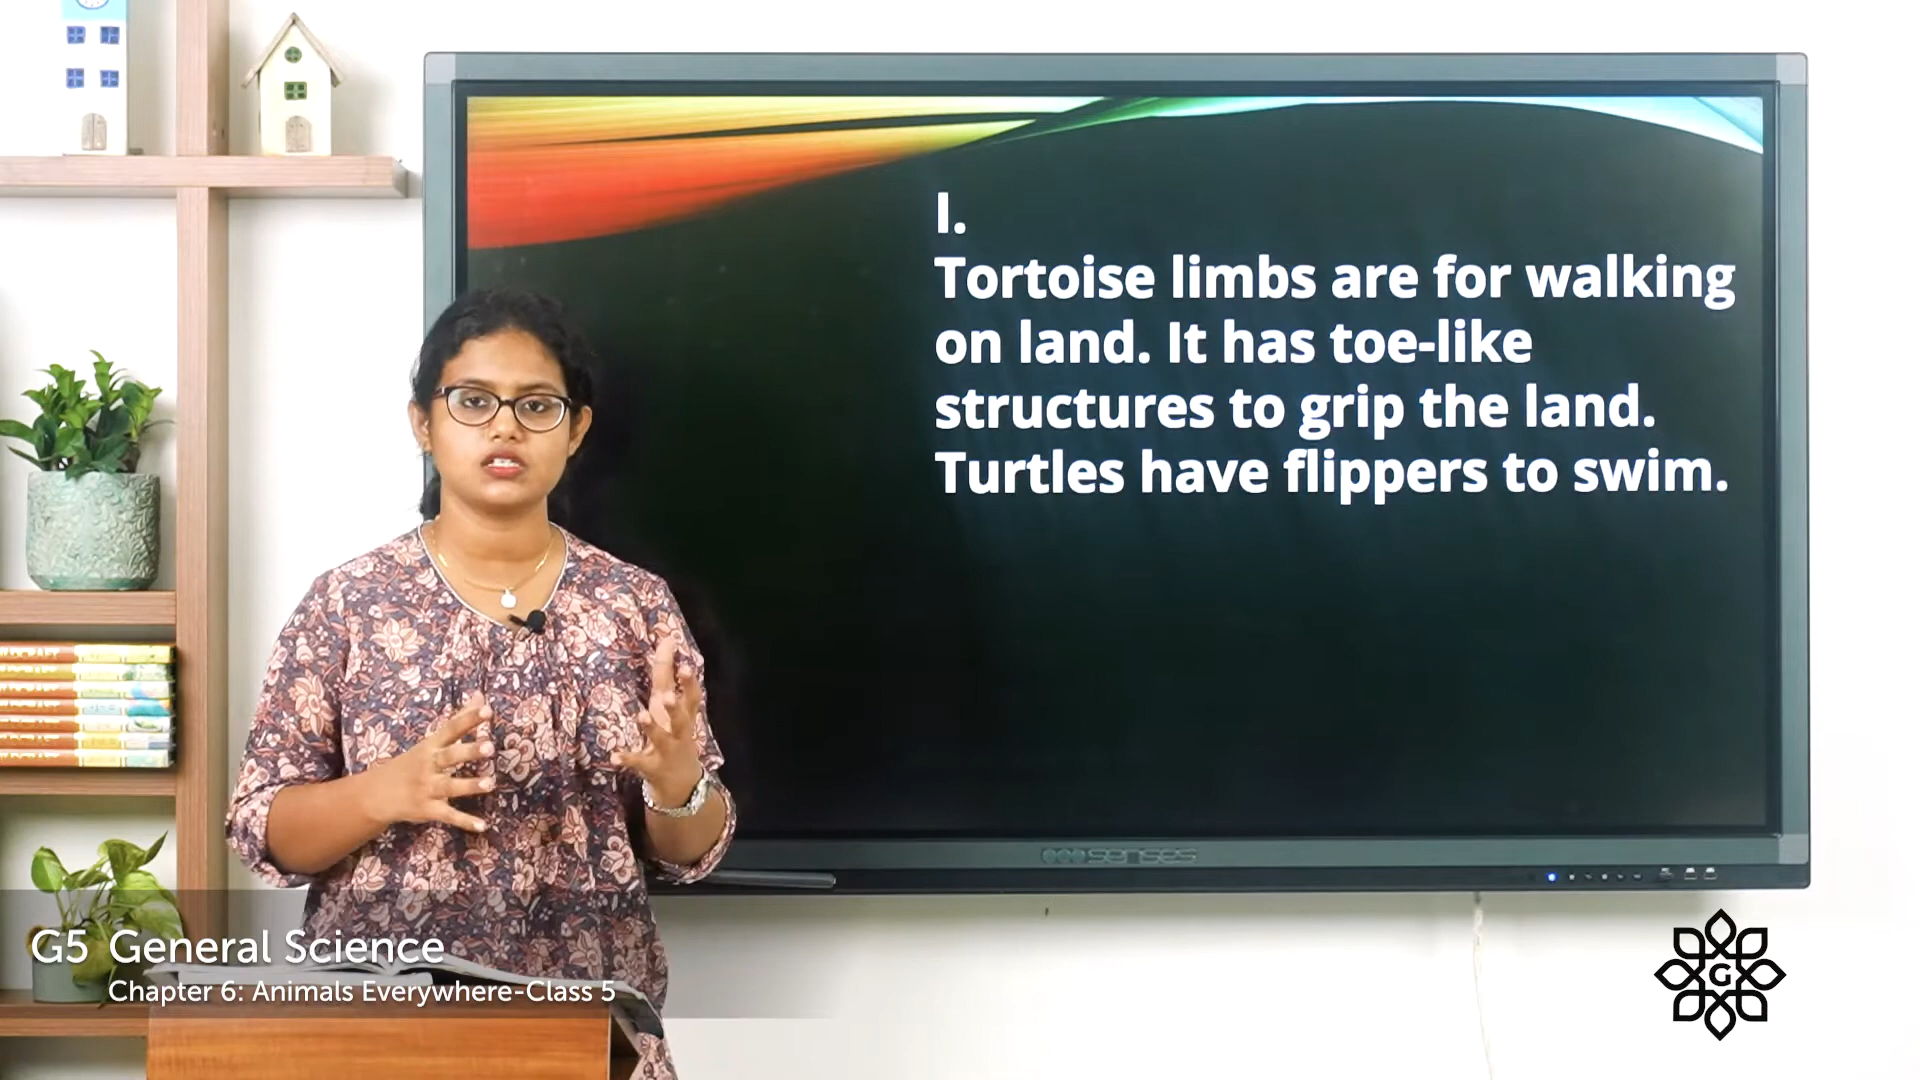 I.
Tortoise limbs are for walking
on land. It has toe-like
structures to grip the land.
Turtles have flippers to swim.
senses
G5 General Science
Chapter 6: Animals Everywhere-Class 5
G